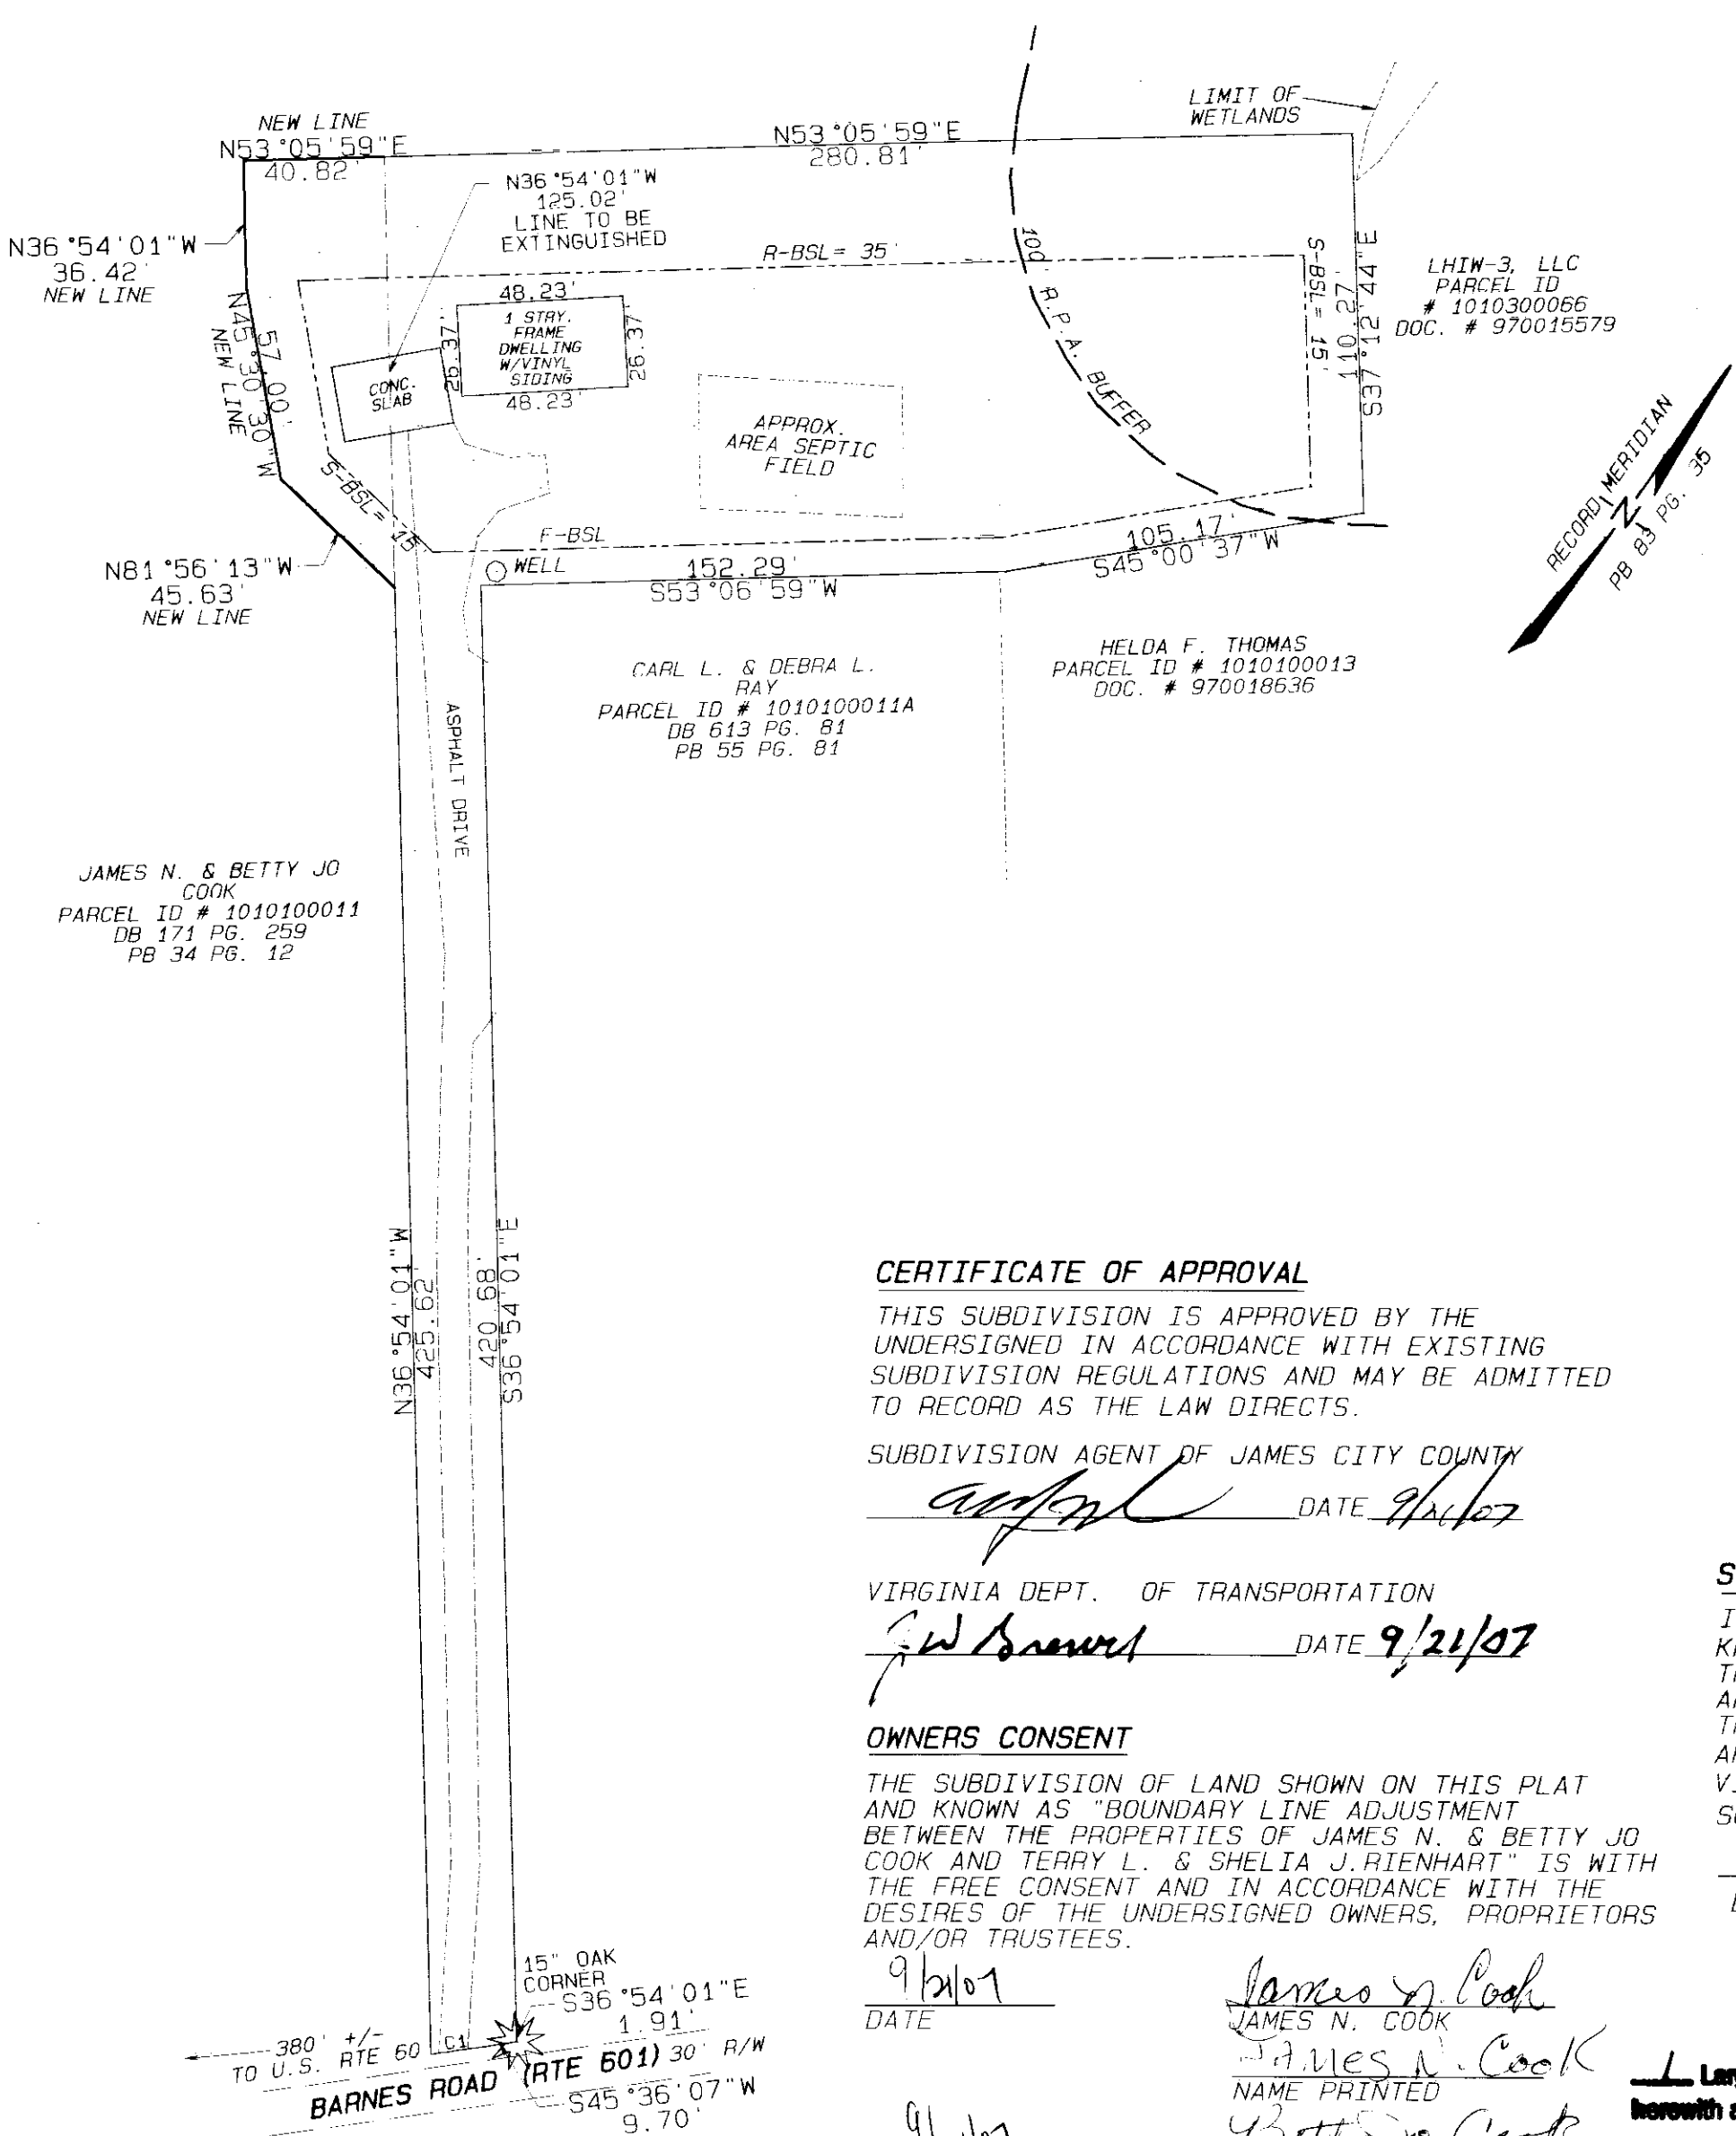 NEW LINE
N53°05'59"E
40.82'
N53°05'59"E
280.81'
LIMIT OF
WETLANDS
N36°54'01"W
125.02'
LINE TO BE
EXTINGUISHED
N36°54'01"W
36.42'
NEW LINE
R-BSL= 35'
100' R.P.A. BUFFER
S-BSL= 15'
110.27'
S37°12'44"E
LHIW-3, LLC
PARCEL ID
# 1010300066
DOC. # 970015579
57.00'
N45°30'30"W
NEW LINE
48.23'
26.37'
1 STRY.
FRAME
DWELLING
W/VINYL
SIDING
26.37'
48.23'
CONC.
SLAB
APPROX.
AREA SEPTIC
FIELD
RECORD MERIDIAN
N
PB 83 PG. 35
S-BSL= 15'
F-BSL
WELL
152.29'
S53°06'59"W
105.17'
S45°00'37"W
N81°56'13"W
45.63'
NEW LINE
CARL L. & DEBRA L.
RAY
PARCEL ID # 1010100011A
DB 613 PG. 81
PB 55 PG. 81
HELDA F. THOMAS
PARCEL ID # 1010100013
DOC. # 970018636
ASPHALT DRIVE
JAMES N. & BETTY JO
COOK
PARCEL ID # 1010100011
DB 171 PG. 259
PB 34 PG. 12
N36°54'01"W
425.62'
420.68'
S36°54'01"E
CERTIFICATE OF APPROVAL
THIS SUBDIVISION IS APPROVED BY THE
UNDERSIGNED IN ACCORDANCE WITH EXISTING
SUBDIVISION REGULATIONS AND MAY BE ADMITTED
TO RECORD AS THE LAW DIRECTS.
SUBDIVISION AGENT OF JAMES CITY COUNTY
DATE
VIRGINIA DEPT. OF TRANSPORTATION
DATE 9/21/07
OWNERS CONSENT
THE SUBDIVISION OF LAND SHOWN ON THIS PLAT
AND KNOWN AS "BOUNDARY LINE ADJUSTMENT
BETWEEN THE PROPERTIES OF JAMES N. & BETTY JO
COOK AND TERRY L. & SHELIA J.RIENHART" IS WITH
THE FREE CONSENT AND IN ACCORDANCE WITH THE
DESIRES OF THE UNDERSIGNED OWNERS, PROPRIETORS
AND/OR TRUSTEES.
9/21/07
DATE
James N. Cook
JAMES N. COOK
James N. Cook
NAME PRINTED
15" OAK
CORNER
S36°54'01"E
1.91'
380' +/-
TO U.S. RTE 60
C1
BARNES ROAD (RTE 601) 30' R/W
S45°36'07"W
9.70'
herewith